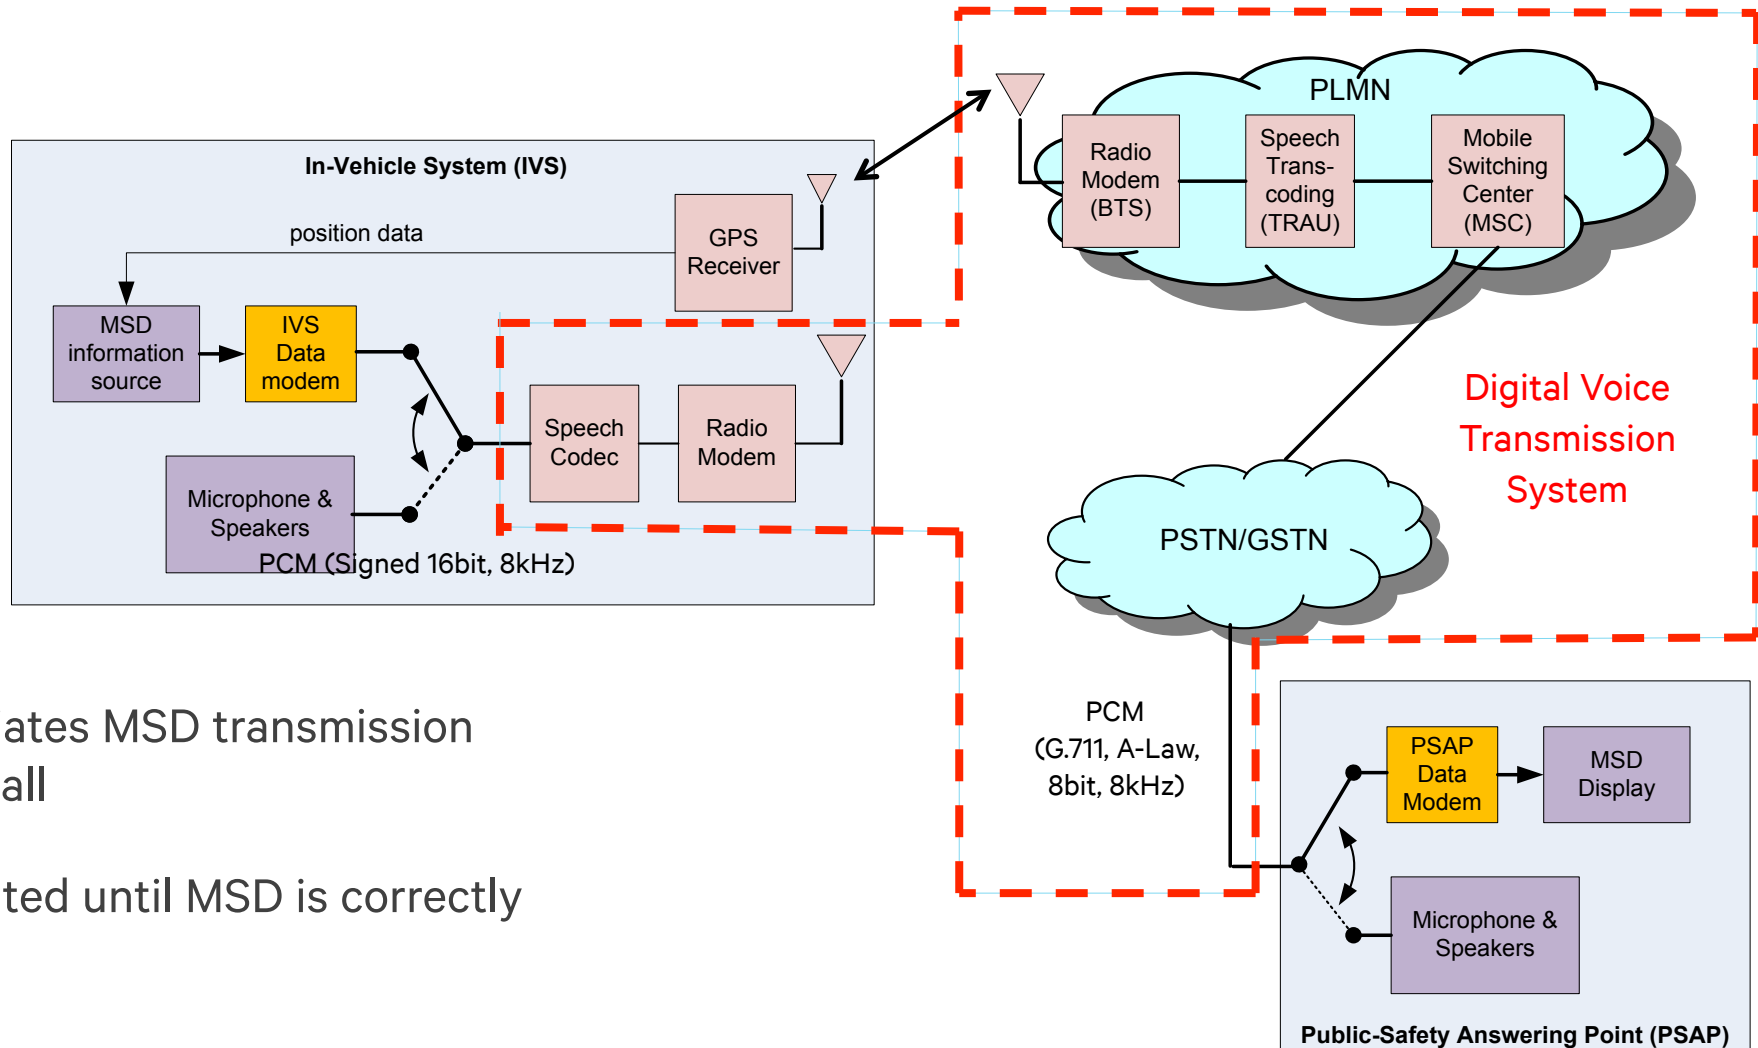 In-Vehicle System (IVS)
position data
GPS
Receiver
MSD
information
source
IVS
Data
modem
Speech
Codec
Radio
Modem
Microphone &
Speakers
PCM (Signed 16bit, 8kHz)
PLMN
Radio
Modem
(BTS)
Speech
Trans-
coding
(TRAU)
Mobile
Switching
Center
(MSC)
Digital Voice
Transmission
System
PSTN/GSTN
PCM
(G.711, A-Law,
8bit, 8kHz)
PSAP
Data
Modem
MSD
Display
Microphone &
Speakers
Public-Safety Answering Point (PSAP)
ates MSD transmission
all
ted until MSD is correctly